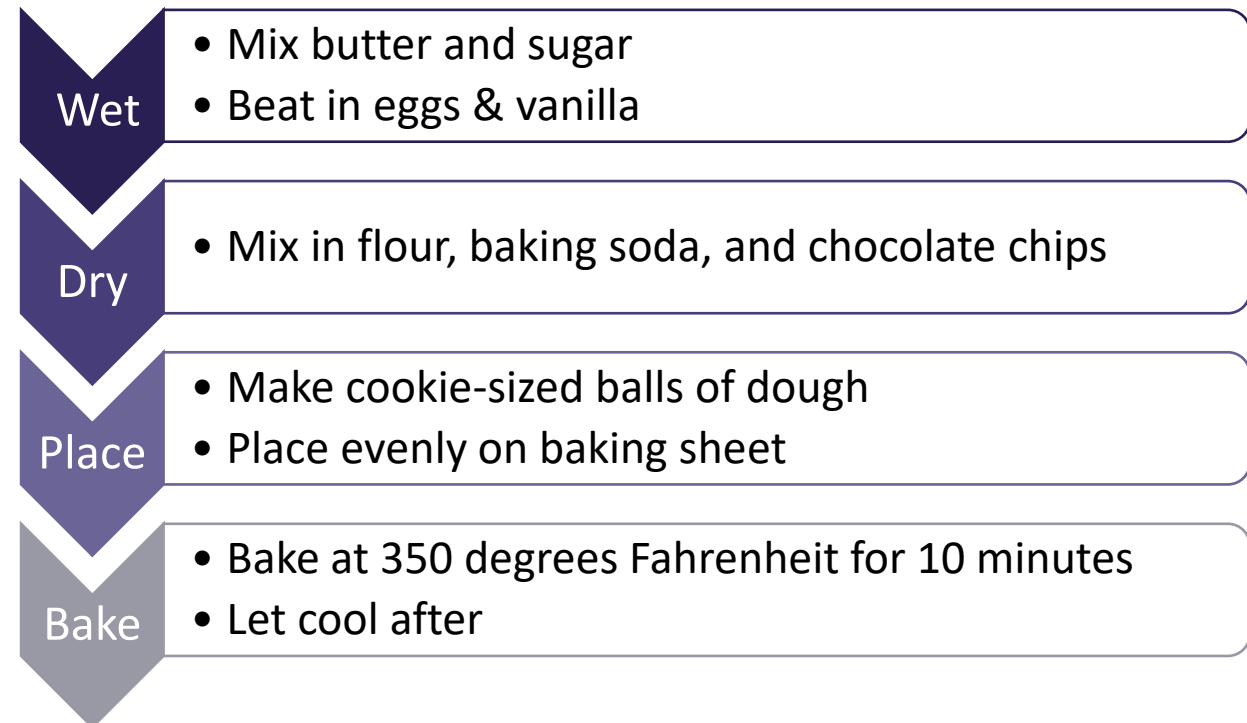 Wet
• Mix butter and sugar
• Beat in eggs & vanilla
Dry
• Mix in flour, baking soda, and chocolate chips
Place
• Make cookie-sized balls of dough
• Place evenly on baking sheet
Bake
• Bake at 350 degrees Fahrenheit for 10 minutes
• Let cool after